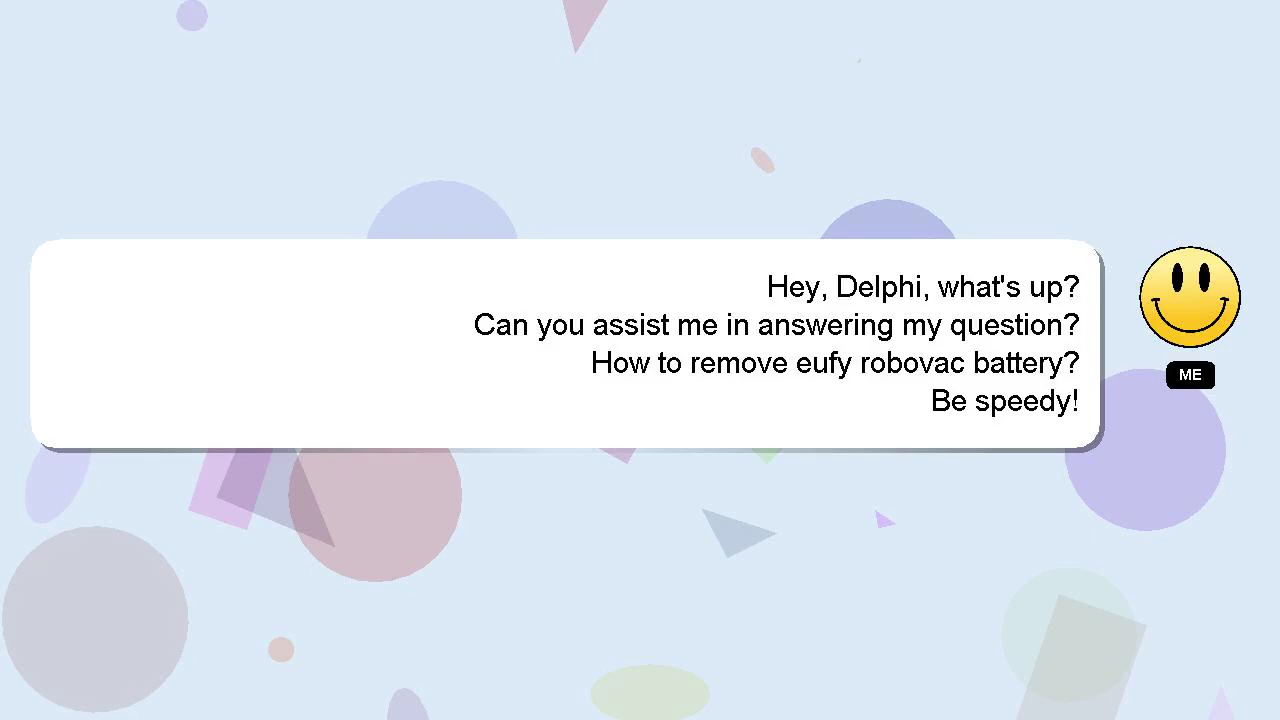 Hey, Delphi, what's up?
Can you assist me in answering my question?
How to remove eufy robovac battery?
Be speedy!
ME